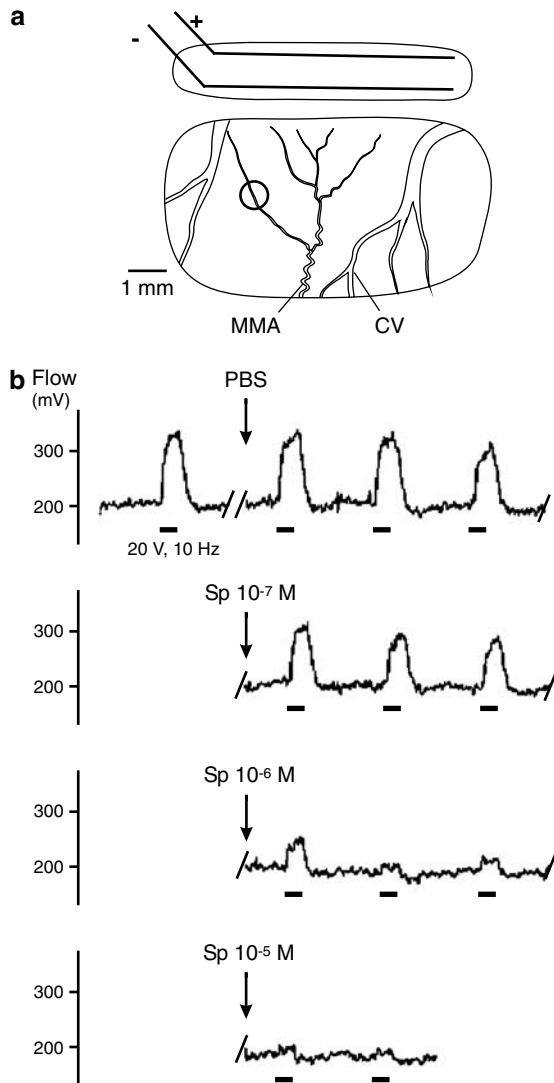 a
+
-
1 mm
MMA
CV
b Flow
(mV)
PBS
300
200
20 V, 10 Hz
Sp 10⁻⁷ M
300
200
Sp 10⁻⁶ M
300
200
Sp 10⁻⁵ M
300
200